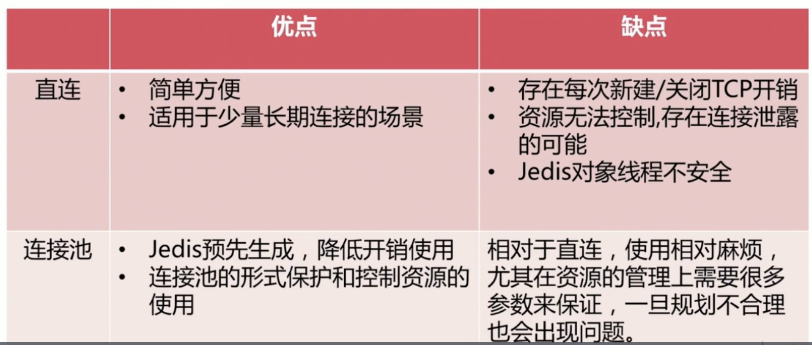 优点
缺点
直连
• 简单方便
• 适用于少量长期连接的场景
• 存在每次新建/关闭TCP开销
• 资源无法控制,存在连接泄露
的可能
• Jedis对象线程不安全
连接池
• Jedis预先生成，降低开销使用
• 连接池的形式保护和控制资源的
使用
相对于直连，使用相对麻烦，
尤其在资源的管理上需要很多
参数来保证，一旦规划不合理
也会出现问题。